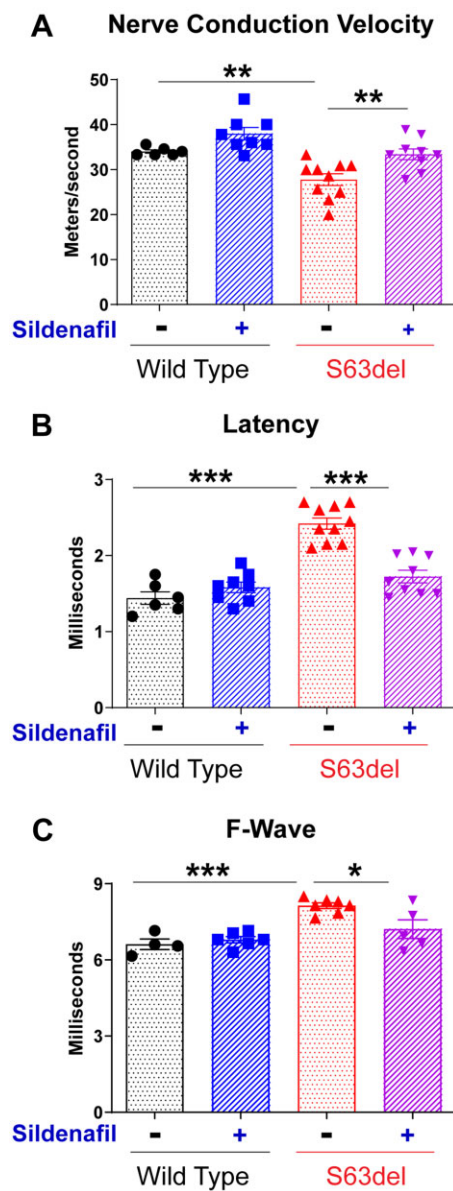 A Nerve Conduction Velocity
** **
50
40
30
20
10
0
Meters/second
Sildenafil - + - +
Wild Type S63del
B Latency
*** ***
3
2
1
0
Milliseconds
Sildenafil - + - +
Wild Type S63del
C F-Wave
*** *
9
6
3
0
Milliseconds
Sildenafil - + - +
Wild Type S63del